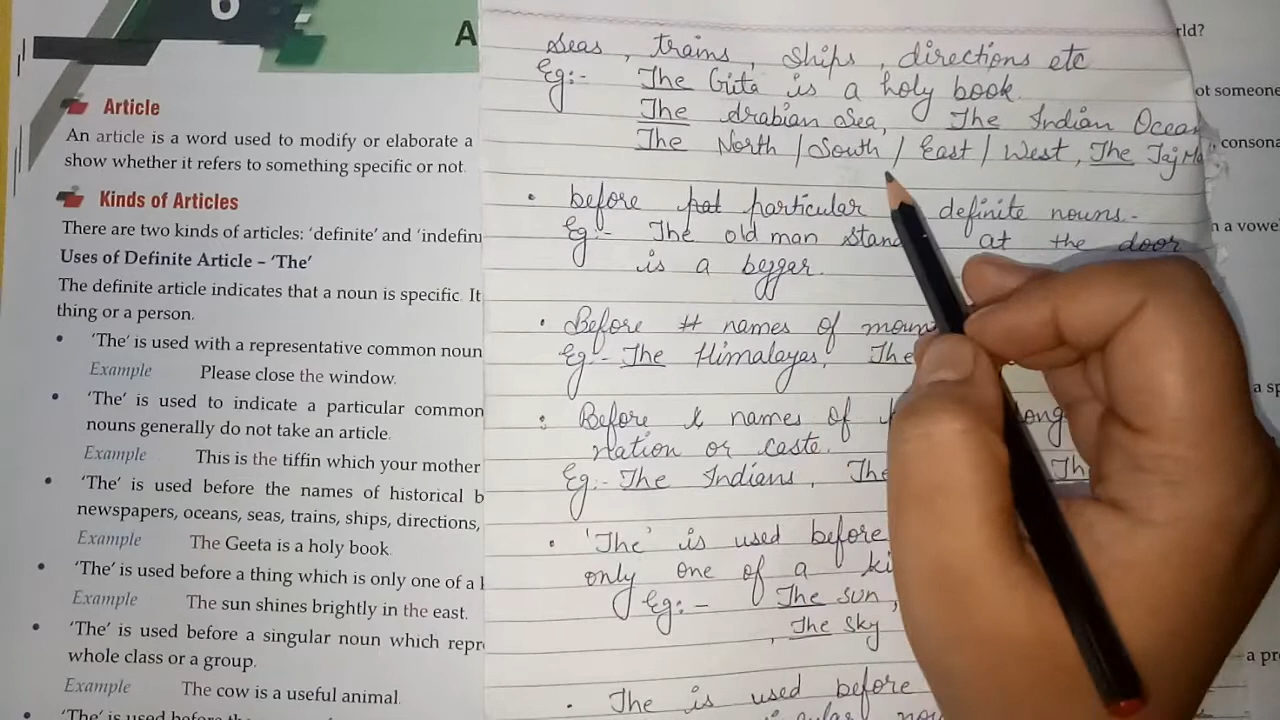 6
A
Article
An article is a word used to modify or elaborate a
show whether it refers to something specific or not.
Kinds of Articles
There are two kinds of articles: 'definite' and 'indefin
Uses of Definite Article – 'The'
The definite article indicates that a noun is specific. It
thing or a person.
• 'The' is used with a representative common noun
Example Please close the window.
• 'The' is used to indicate a particular common
nouns generally do not take an article.
Example This is the tiffin which your mother
• 'The' is used before the names of historical b
newspapers, oceans, seas, trains, ships, directions,
Example The Geeta is a holy book.
• 'The' is used before a thing which is only one of a
Example The sun shines brightly in the east.
• 'The' is used before a singular noun which repr
whole class or a group.
Example The cow is a useful animal.
• 'The' is used before the
Seas, trains, ships, directions etc
Eg:- The Gita is a holy book.
The Arabian Sea, The Indian Ocean
The North / South / East / West, The Taj Ma
• before particular definite nouns.
Eg:- The old man stand at the door
is a beggar.
• Before names of moun
Eg:- The Himalayas, The
• Before names of ong
nation or caste.
Eg:- The Indians, The Th
• 'The' is used before
only one of a ki
Eg:- The sun,
, The sky
• The is used before
rld?
ot someone
consona
n a vowe
a sp
a pr